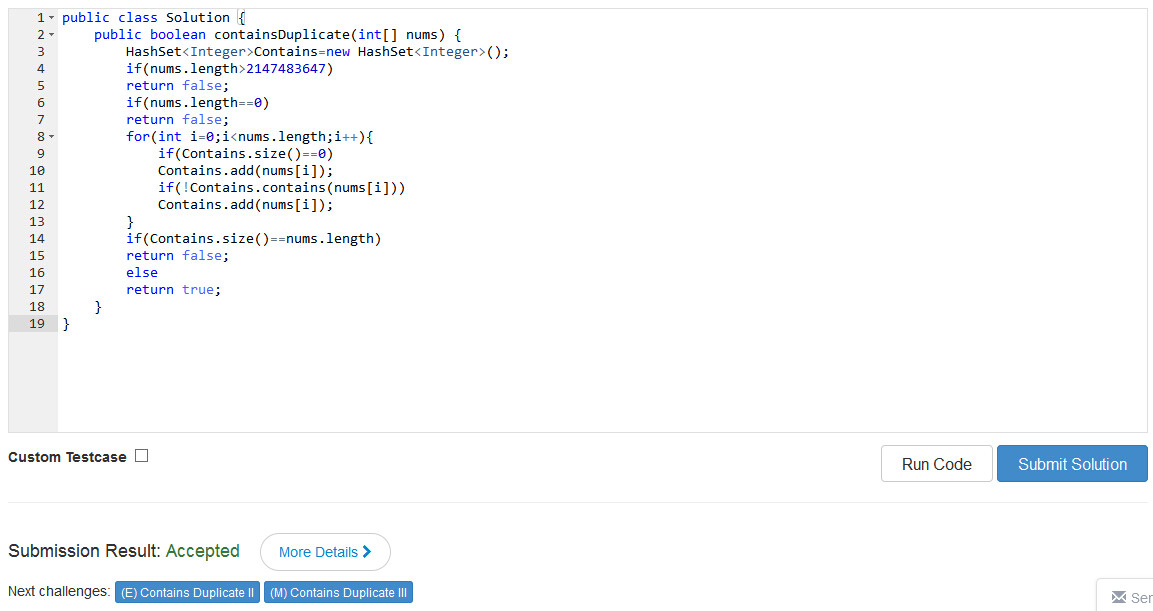 1 public class Solution {
2 public boolean containsDuplicate(int[] nums) {
3 HashSet<Integer>Contains=new HashSet<Integer>();
4 if(nums.length>2147483647)
5 return false;
6 if(nums.length==0)
7 return false;
8 for(int i=0;i<nums.length;i++){
9 if(Contains.size()==0)
10 Contains.add(nums[i]);
11 if(!Contains.contains(nums[i]))
12 Contains.add(nums[i]);
13 }
14 if(Contains.size()==nums.length)
15 return false;
16 else
17 return true;
18 }
19 }
Custom Testcase
Run Code Submit Solution
Submission Result: Accepted More Details
Next challenges: (E) Contains Duplicate II (M) Contains Duplicate III